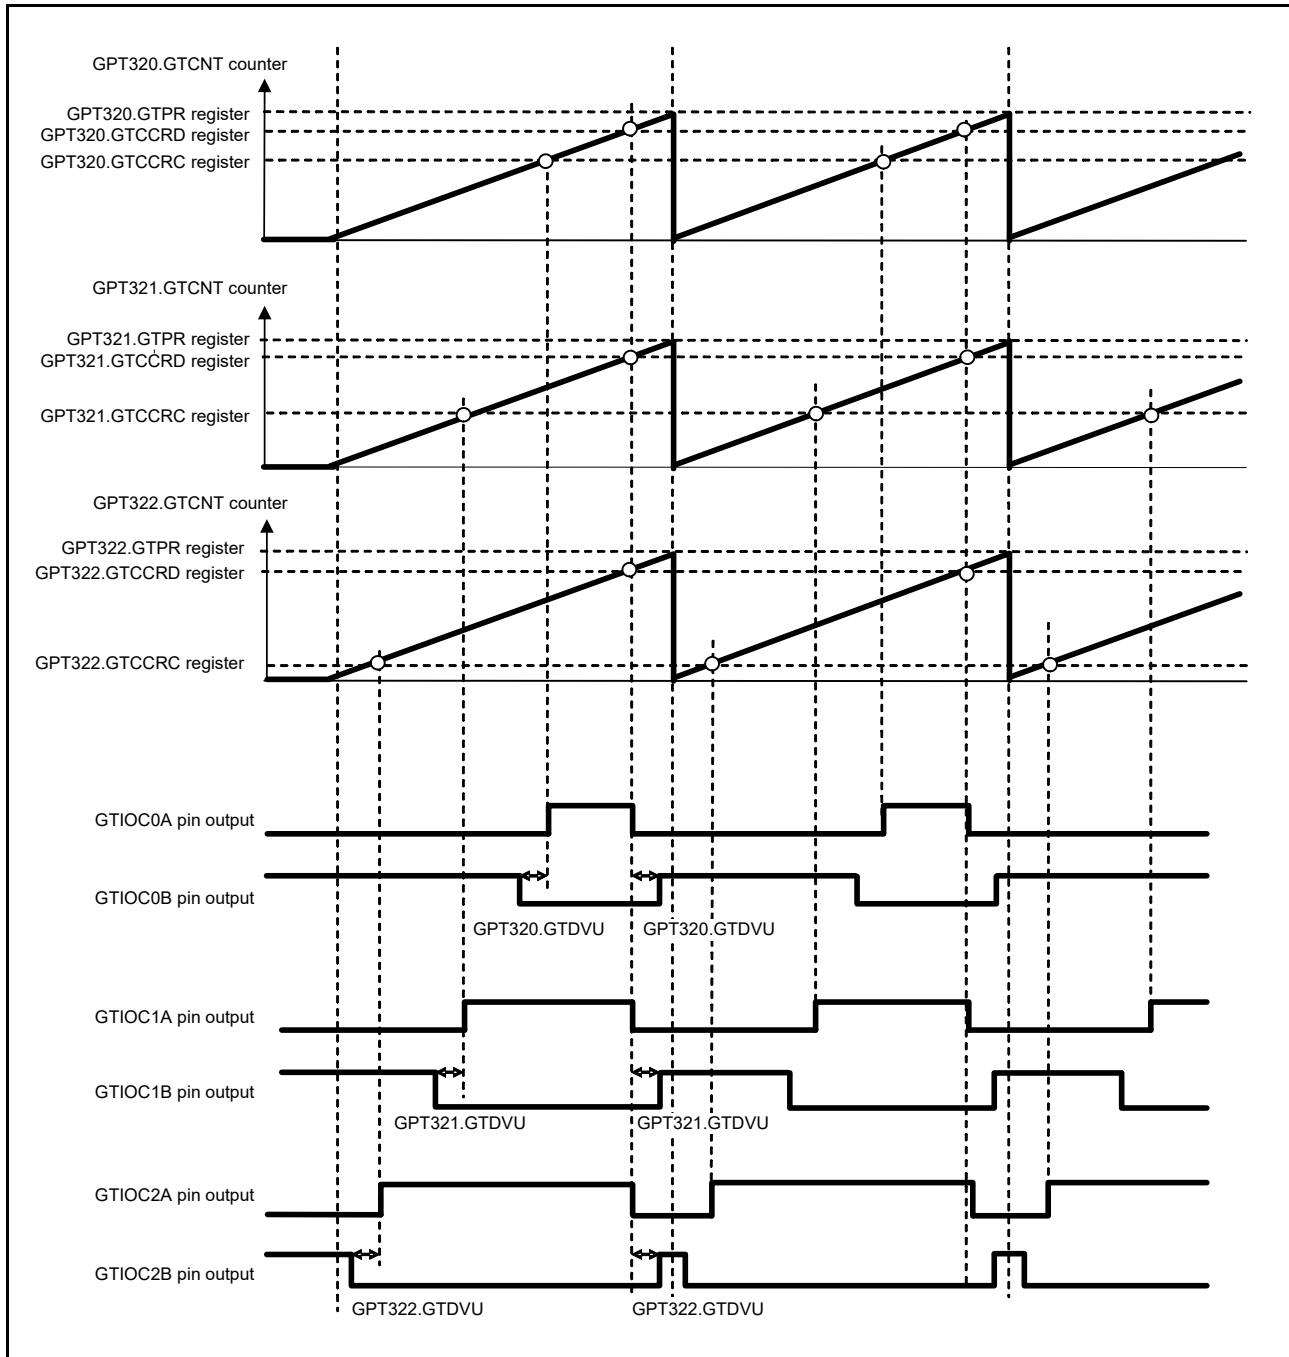 GPT320.GTCNT counter
GPT320.GTPR register
GPT320.GTCCRD register
GPT320.GTCCRC register
GPT321.GTCNT counter
GPT321.GTPR register
GPT321.GTCCRD register
GPT321.GTCCRC register
GPT322.GTCNT counter
GPT322.GTPR register
GPT322.GTCCRD register
GPT322.GTCCRC register
GTIOC0A pin output
GTIOC0B pin output
GPT320.GTDVU GPT320.GTDVU
GTIOC1A pin output
GTIOC1B pin output
GPT321.GTDVU GPT321.GTDVU
GTIOC2A pin output
GTIOC2B pin output
GPT322.GTDVU GPT322.GTDVU